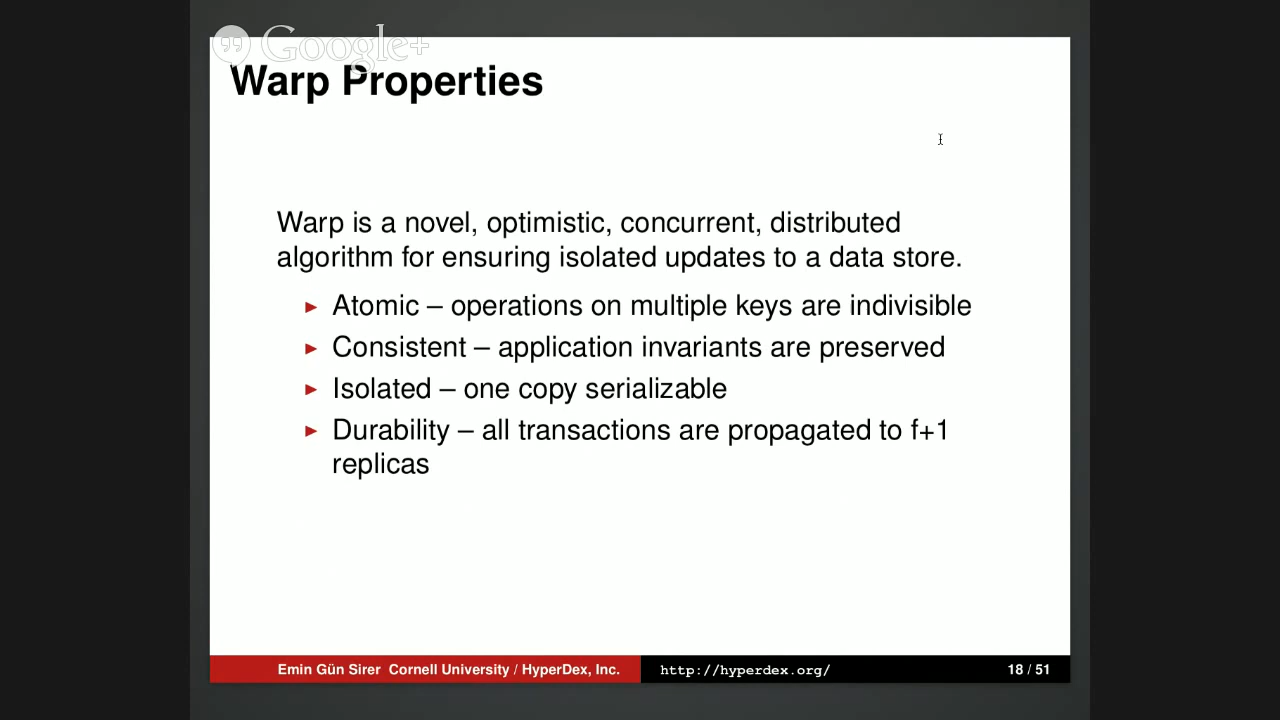 Google+
Warp Properties
Warp is a novel, optimistic, concurrent, distributed
algorithm for ensuring isolated updates to a data store.
Atomic – operations on multiple keys are indivisible
Consistent – application invariants are preserved
Isolated – one copy serializable
Durability – all transactions are propagated to f+1
replicas
Emin Gün Sirer Cornell University / HyperDex, Inc. http://hyperdex.org/ 18 / 51